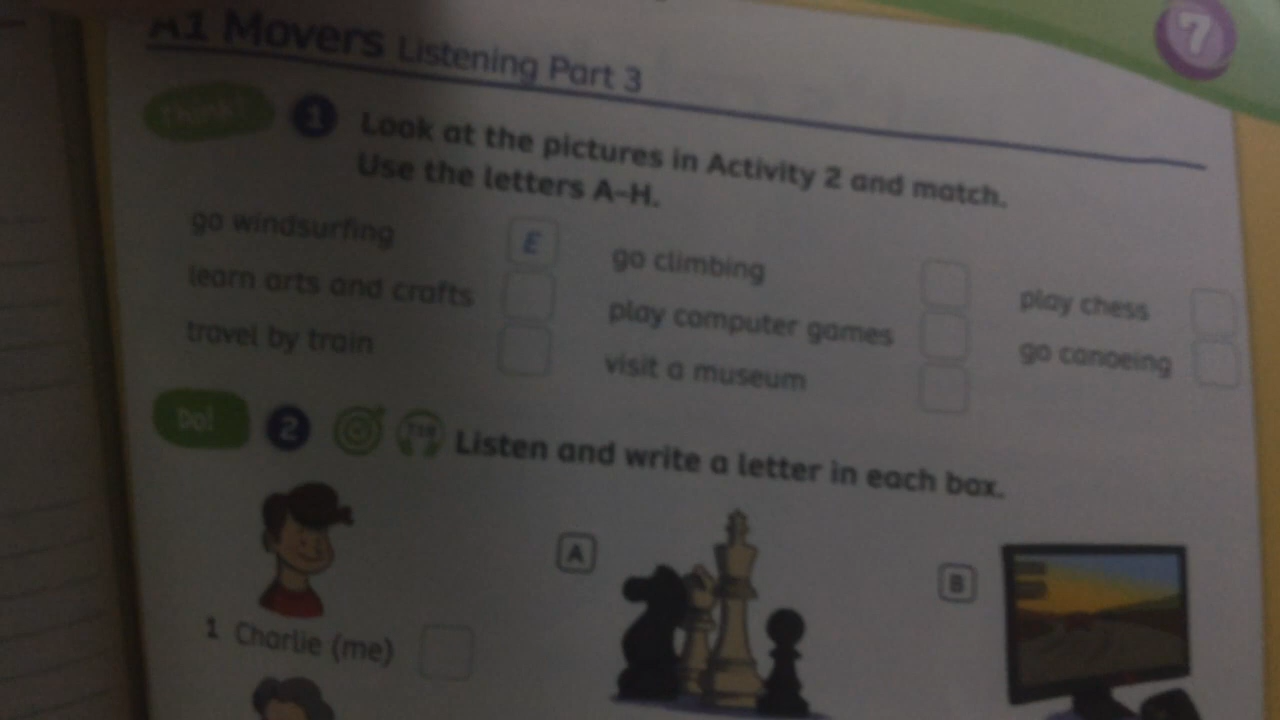 7
A1 Movers Listening Part 3
Think! 1 Look at the pictures in Activity 2 and match.
Use the letters A–H.
go windsurfing E go climbing play chess
learn arts and crafts play computer games go canoeing
travel by train visit a museum
Do! 2 Listen and write a letter in each box.
A
B
1 Charlie (me)